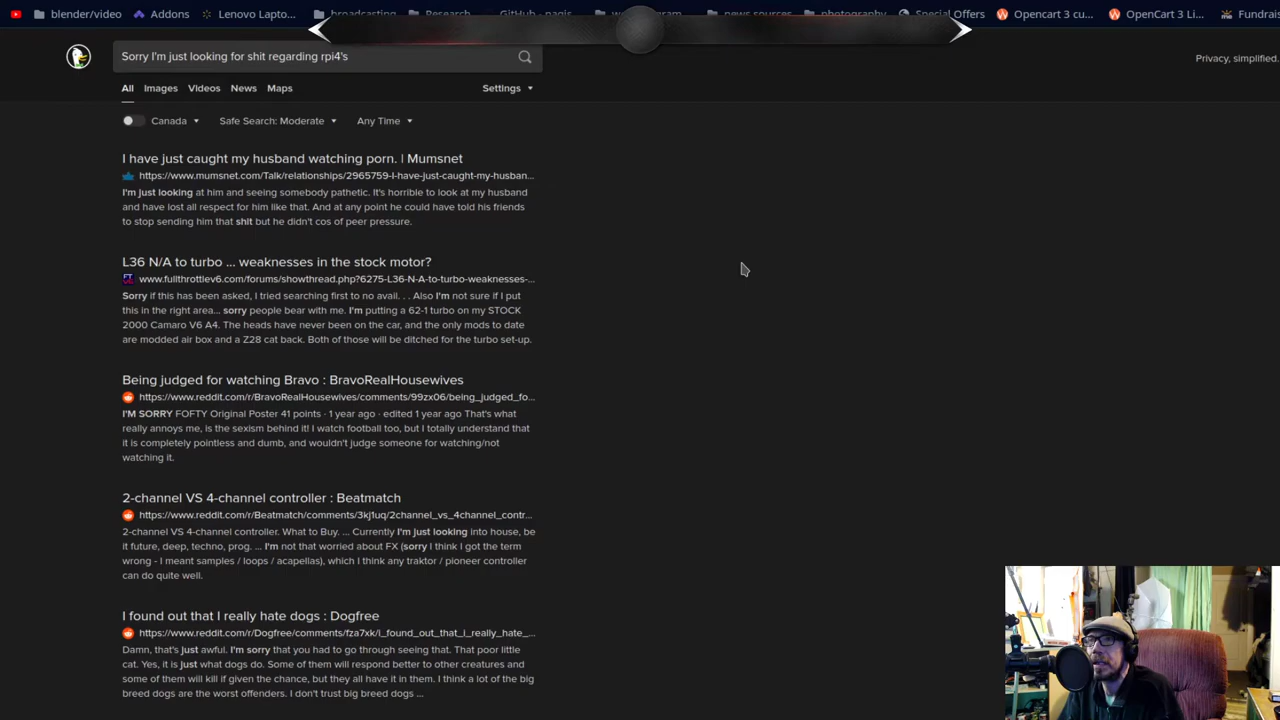 blender/video Addons Lenovo Lapto... broadcasting Research GitHub - nagis w gram news sources photography Special Offers Opencart 3 cu... OpenCart 3 Li... Fundrais
Sorry I'm just looking for shit regarding rpi4's
Privacy, simplified.
All Images Videos News Maps Settings
Canada Safe Search: Moderate Any Time
I have just caught my husband watching porn. | Mumsnet
https://www.mumsnet.com/Talk/relationships/2965759-I-have-just-caught-my-husban...
I'm just looking at him and seeing somebody pathetic. It's horrible to look at my husband
and have lost all respect for him like that. And at any point he could have told his friends
to stop sending him that shit but he didn't cos of peer pressure.
L36 N/A to turbo ... weaknesses in the stock motor?
FT www.fullthrottlev6.com/forums/showthread.php?6275-L36-N-A-to-turbo-weaknesses-...
Sorry if this has been asked, I tried searching first to no avail. . . Also I'm not sure if I put
this in the right area... sorry people bear with me. I'm putting a 62-1 turbo on my STOCK
2000 Camaro V6 A4. The heads have never been on the car, and the only mods to date
are modded air box and a Z28 cat back. Both of those will be ditched for the turbo set-up.
Being judged for watching Bravo : BravoRealHousewives
https://www.reddit.com/r/BravoRealHousewives/comments/99zx06/being_judged_fo...
I'M SORRY FOFTY Original Poster 41 points · 1 year ago · edited 1 year ago That's what
really annoys me, is the sexism behind it! I watch football too, but I totally understand that
it is completely pointless and dumb, and wouldn't judge someone for watching/not
watching it.
2-channel VS 4-channel controller : Beatmatch
https://www.reddit.com/r/Beatmatch/comments/3kj1uq/2channel_vs_4channel_contr...
2-channel VS 4-channel controller. What to Buy. ... Currently I'm just looking into house, be
it future, deep, techno, prog. ... I'm not that worried about FX (sorry I think I got the term
wrong - I meant samples / loops / acapellas), which I think any traktor / pioneer controller
can do quite well.
I found out that I really hate dogs : Dogfree
https://www.reddit.com/r/Dogfree/comments/fza7xk/i_found_out_that_i_really_hate_...
Damn, that's just awful. I'm sorry that you had to go through seeing that. That poor little
cat. Yes, it is just what dogs do. Some of them will respond better to other creatures and
some of them will kill if given the chance, but they all have it in them. I think a lot of the big
breed dogs are the worst offenders. I don't trust big breed dogs ...